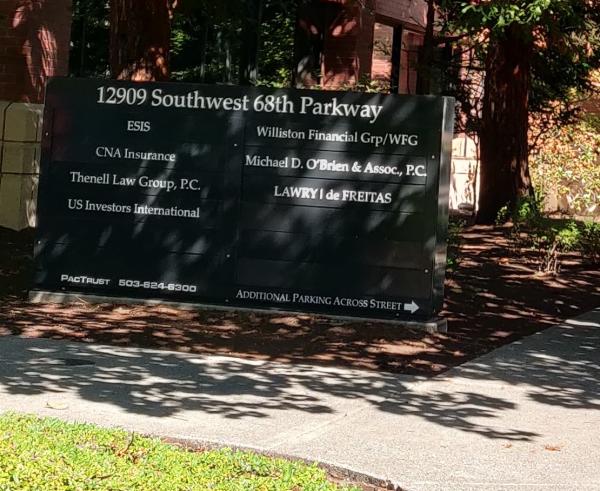 12909 Southwest 68th Parkway
ESIS
CNA Insurance
Thenell Law Group, P.C.
US Investors International
Williston Financial Grp/WFG
Michael D. O'Brien & Assoc., P.C.
LAWRY | de FREITAS
PACTRUST 503-624-6300
ADDITIONAL PARKING ACROSS STREET